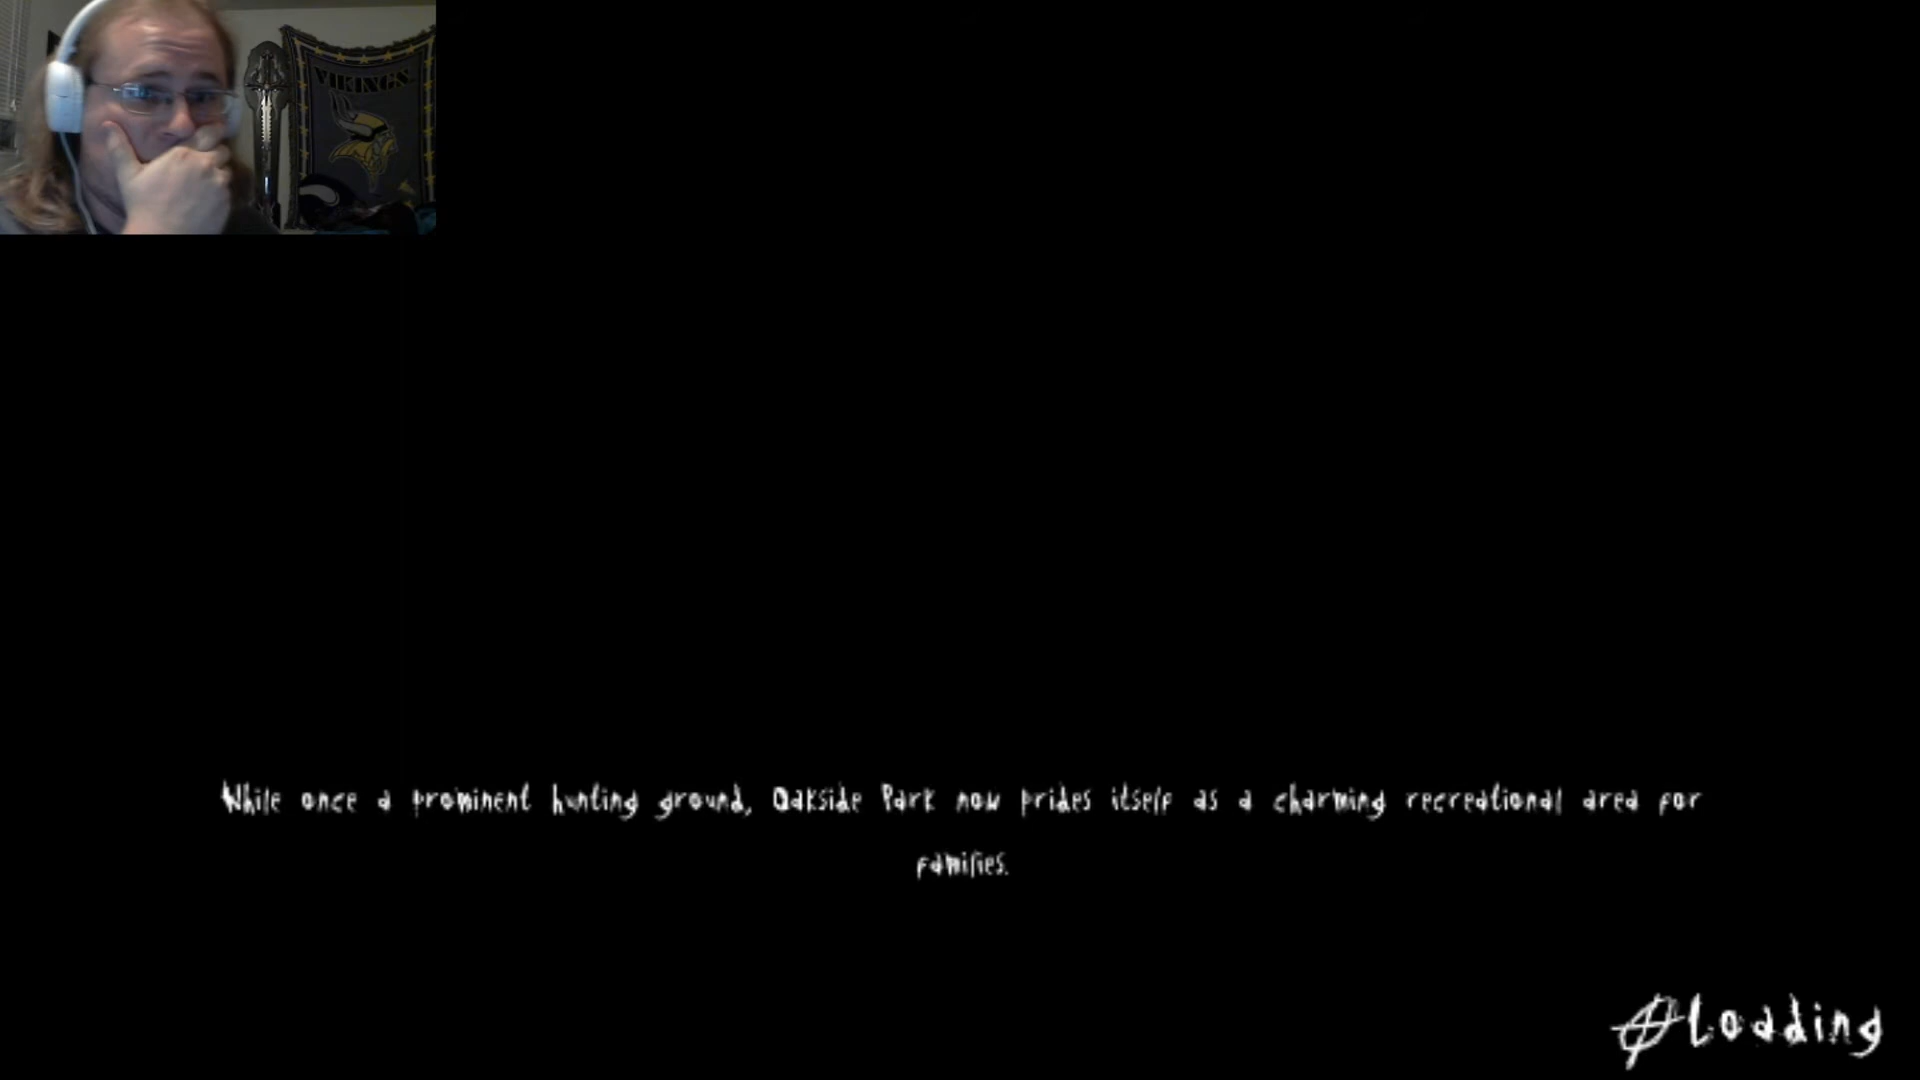 VIKINGS
While once a prominent hunting ground, Oakside Park now prides itself as a charming recreational area for
families.
Loading